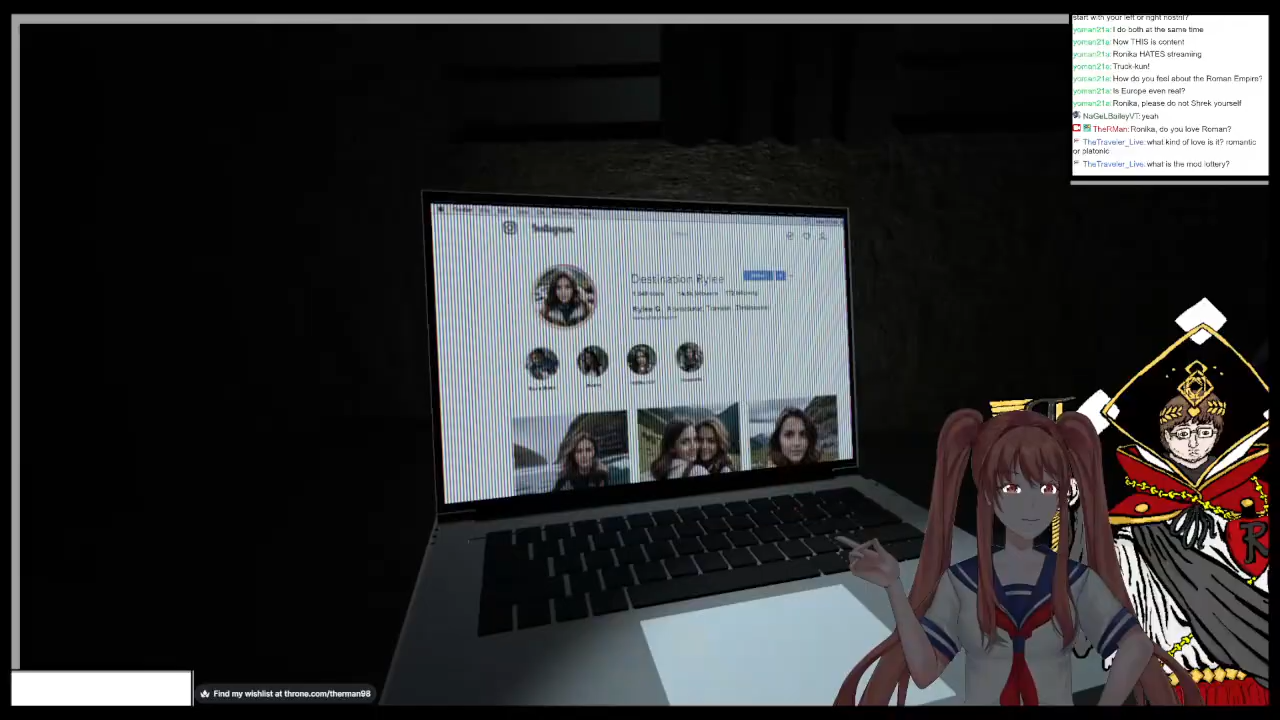 start with your left or right nostril?
yoman21a: I do both at the same time
yoman21a: Now THIS is content
yoman21a: Ronika HATES streaming
yoman21a: Truck-kun!
yoman21a: How do you feel about the Roman Empire?
yoman21a: Is Europe even real?
yoman21a: Ronika, please do not Shrek yourself
NaGeLBaileyVT: yeah
TheRMan: Ronika, do you love Roman?
TheTraveler_Live: what kind of love is it? romantic
or platonic
TheTraveler_Live: what is the mod lottery?
Instagram
Destination Rylee
Rylee G.
Find my wishlist at throne.com/therman98
R